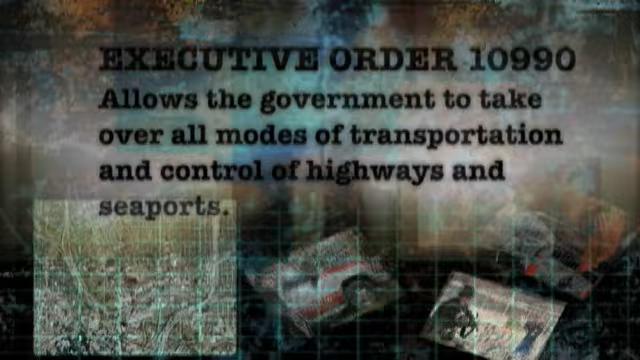 EXECUTIVE ORDER 10990
Allows the government to take
over all modes of transportation
and control of highways and
seaports.